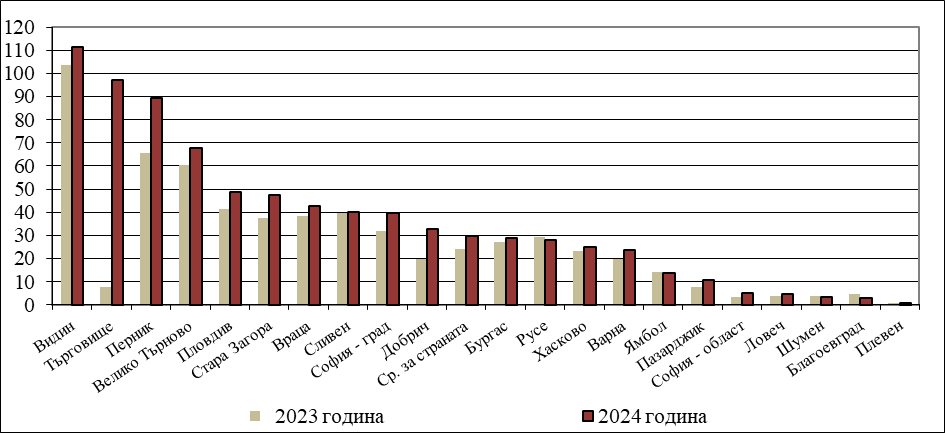 120
110
100
90
80
70
60
50
40
30
20
10
0
Видин
Търговище
Перник
Велико Търново
Пловдив
Стара Загора
Враца
Сливен
София - град
Добрич
Ср. за страната
Бургас
Русе
Хасково
Варна
Ямбол
Пазарджик
София - област
Ловеч
Шумен
Благоевград
Плевен
2023 година
2024 година